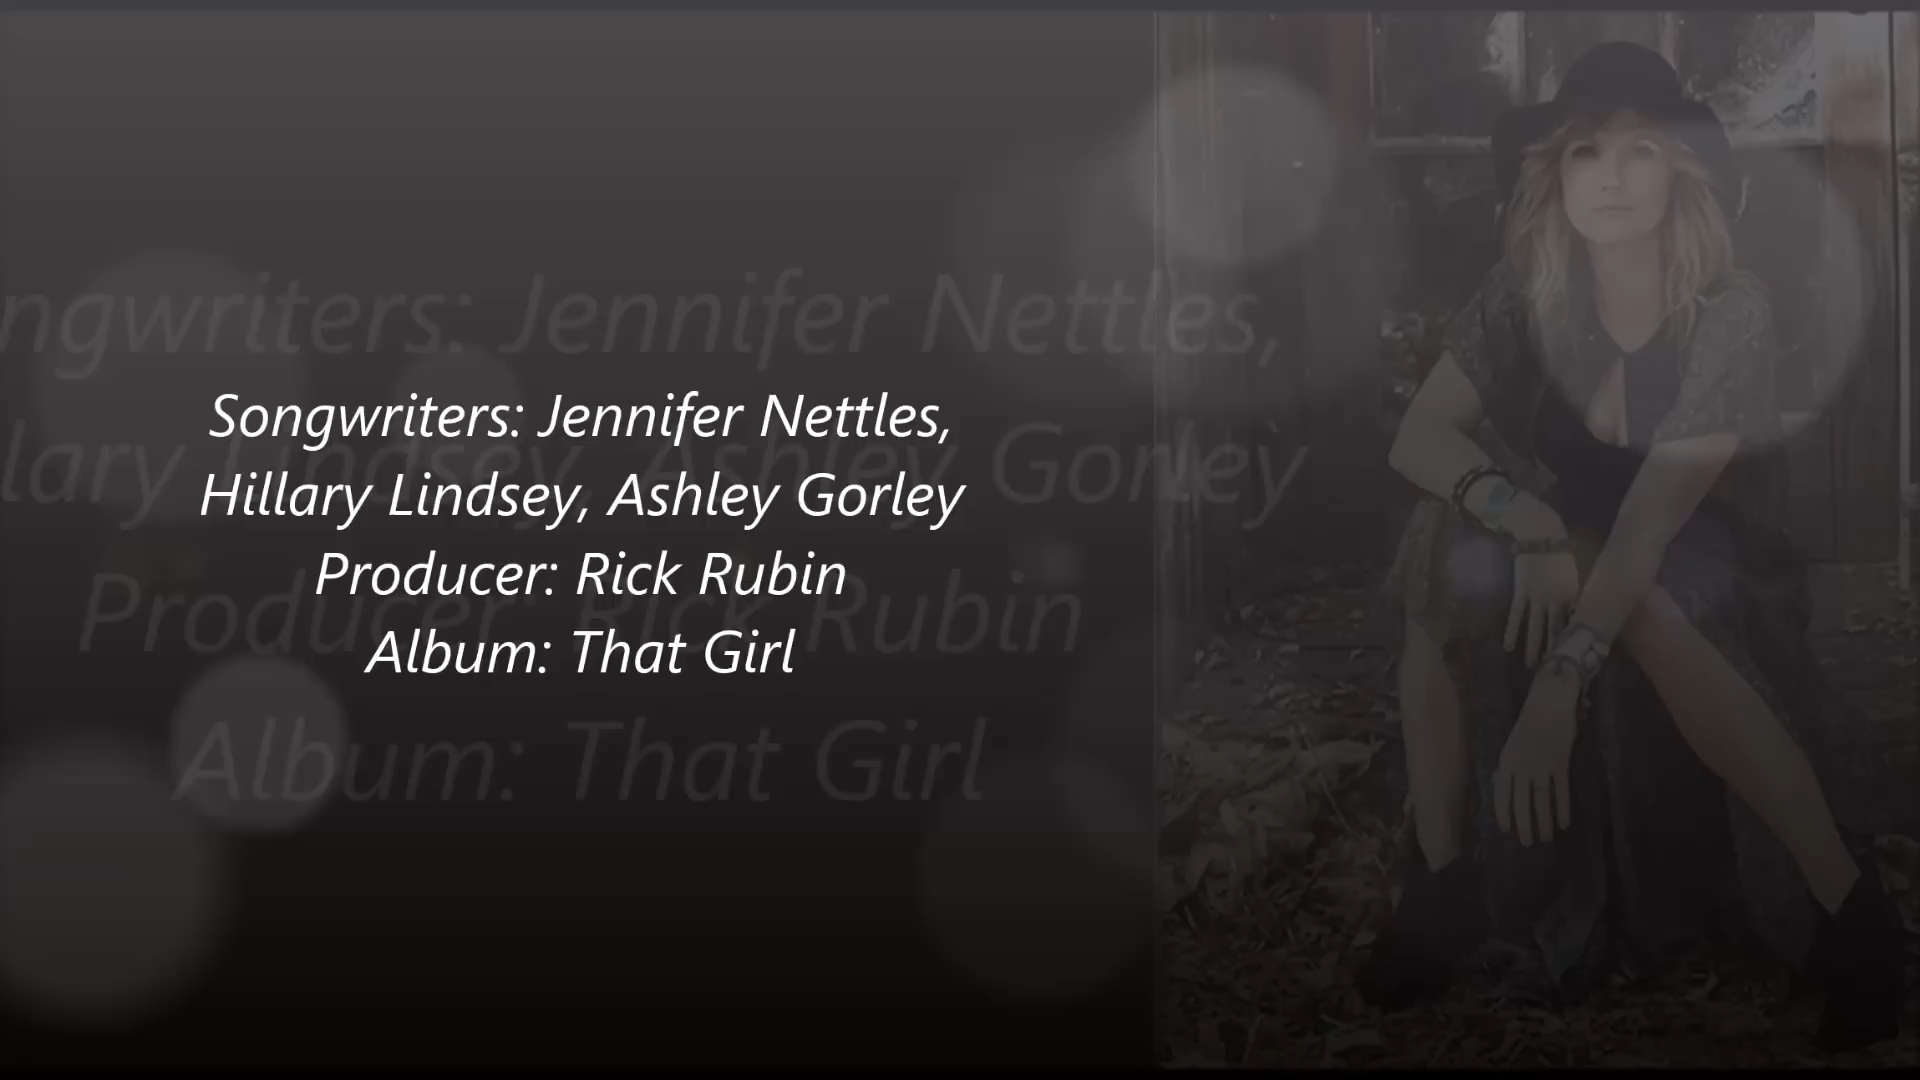 Songwriters: Jennifer Nettles,
Hillary Lindsey, Ashley Gorley
Producer: Rick Rubin
Album: That Girl